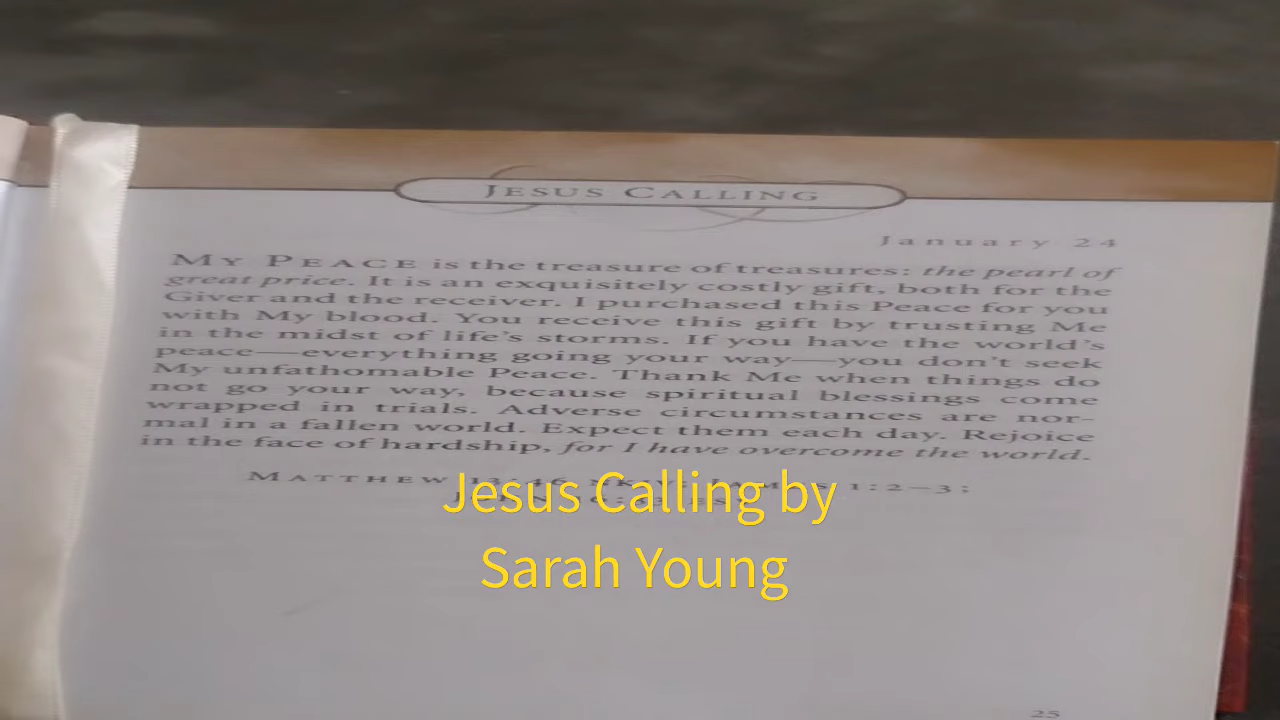 JESUS CALLING
January 24
MY PEACE is the treasure of treasures: the pearl of
great price. It is an exquisitely costly gift, both for the
Giver and the receiver. I purchased this Peace for you
with My blood. You receive this gift by trusting Me
in the midst of life's storms. If you have the world's
peace—everything going your way—you don't seek
My unfathomable Peace. Thank Me when things do
not go your way, because spiritual blessings come
wrapped in trials. Adverse circumstances are nor-
mal in a fallen world. Expect them each day. Rejoice
in the face of hardship, for I have overcome the world.
MATTHEW 13:46 1:2–3;
Jesus Calling by
Sarah Young
25